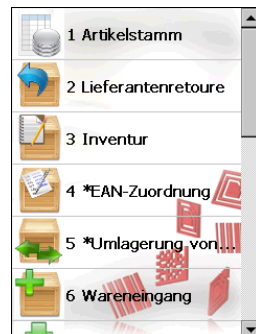 1 Artikelstamm
2 Lieferantenretoure
3 Inventur
4 *EAN-Zuordnung
5 *Umlagerung von...
6 Wareneingang